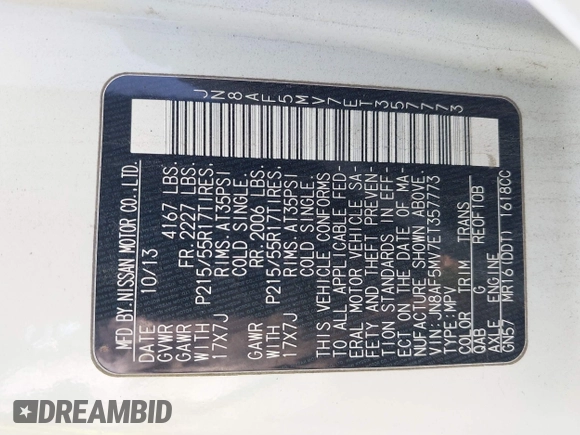 JN8AF5MV7ET357773
MFD.BY.NISSAN MOTOR CO.,LTD.
10/13
GVWR 4167 LBS.
GAWR FR.2227 LBS.
WITH P215/55R17TIRES.
17X7J RIMS.AT35PSI
COLD SINGLE.
GAWR RR.2006 LBS.
WITH P215/55R17TIRES.
17X7J RIMS.AT35PSI
COLD SINGLE.
THIS VEHICLE CONFORMS
TO ALL APPLICABLE FED-
ERAL MOTOR VEHICLE SA
FETY AND THEFT PREVEN-
TION STANDARDS IN EFF-
ECT ON THE DATE OF MA-
NUFACTURE SHOWN ABOVE.
VIN:JN8AF5MV7ET357773
TYPE:MPV
COLOR TRIM TRANS
QAB G RE0F10B
AXLE ENGINE
GN57 MR16(DDT) 1618CC
DREAMBID